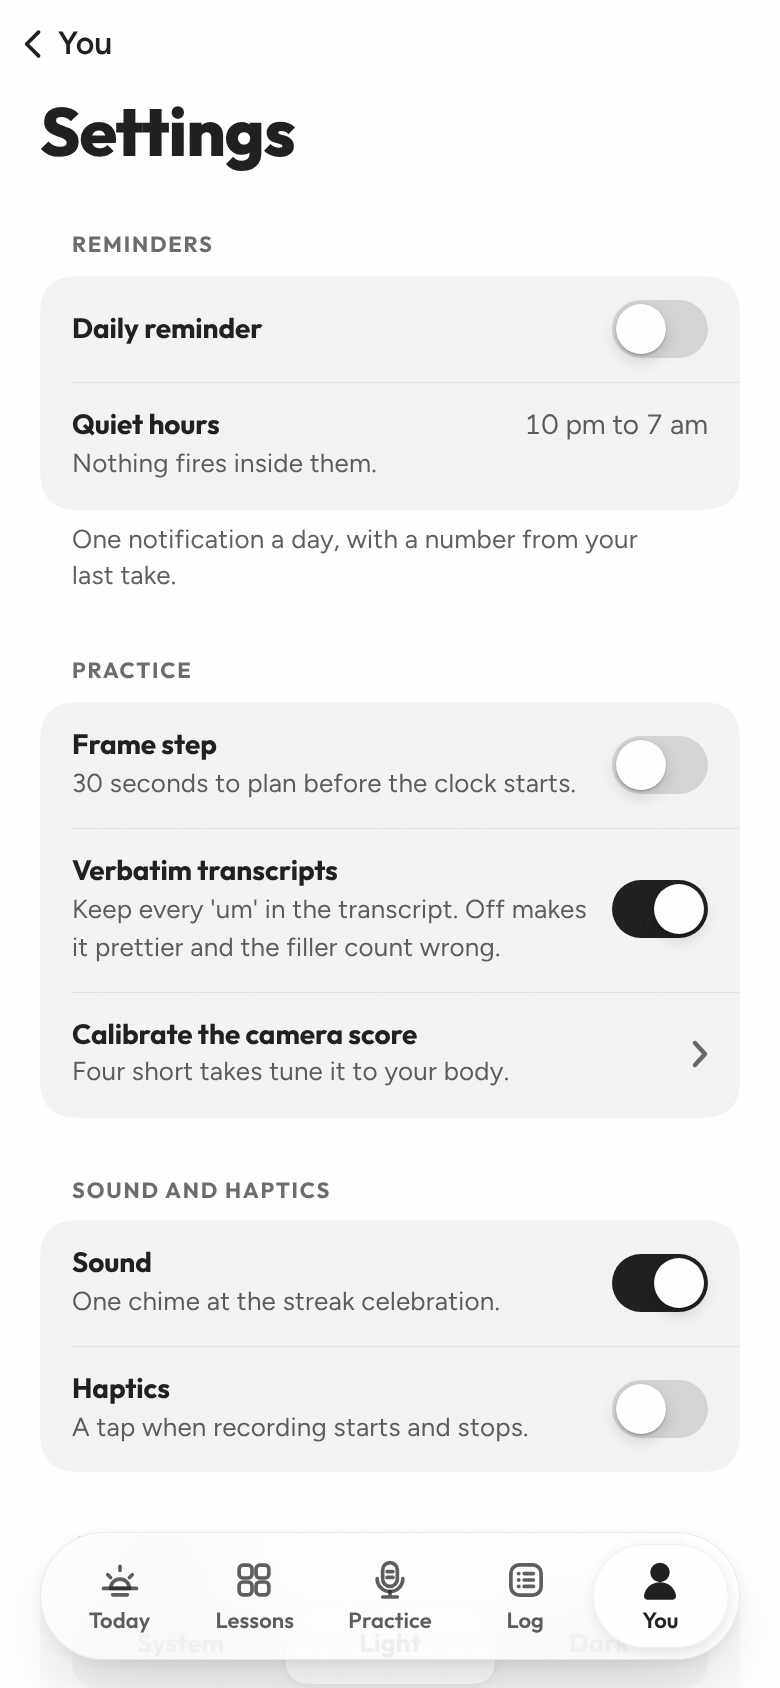 You
Settings
REMINDERS
Daily reminder
Quiet hours
10 pm to 7 am
Nothing fires inside them.
One notification a day, with a number from your
last take.
PRACTICE
Frame step
30 seconds to plan before the clock starts.
Verbatim transcripts
Keep every 'um' in the transcript. Off makes
it prettier and the filler count wrong.
Calibrate the camera score
Four short takes tune it to your body.
SOUND AND HAPTICS
Sound
One chime at the streak celebration.
Haptics
A tap when recording starts and stops.
Today
Lessons
Practice
Log
You
System
Light
Dark